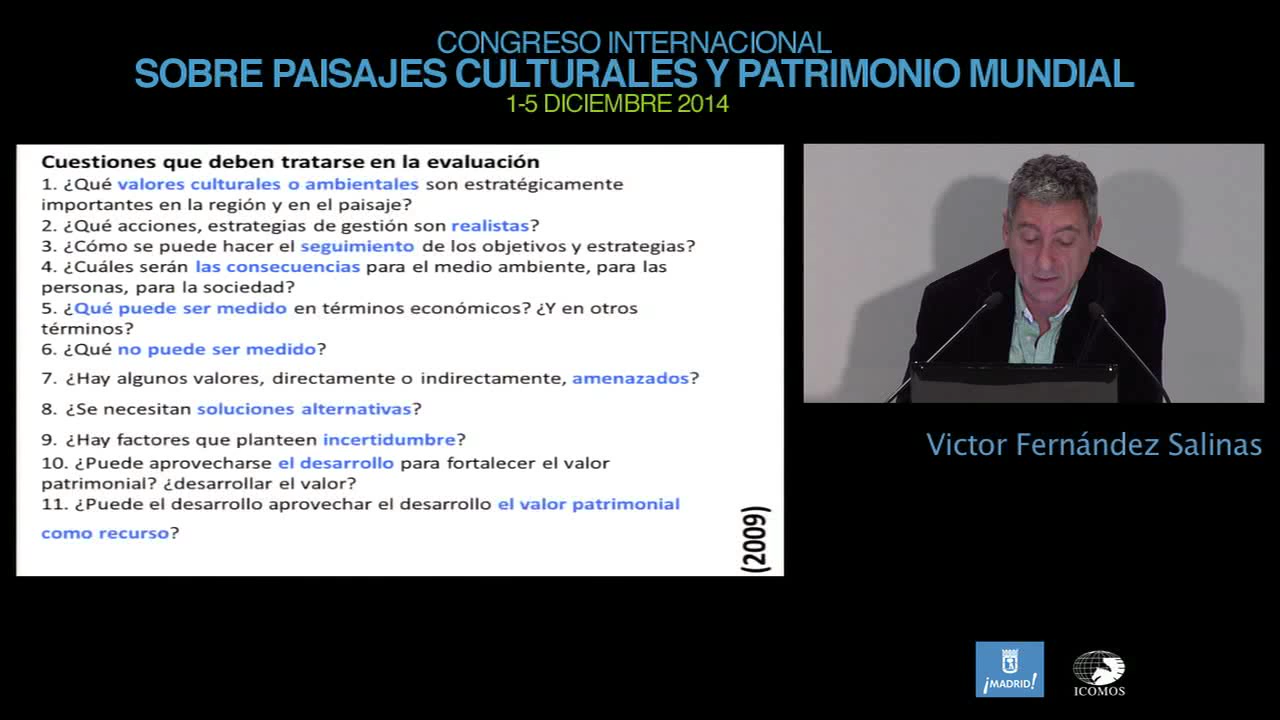 CONGRESO INTERNACIONAL
SOBRE PAISAJES CULTURALES Y PATRIMONIO MUNDIAL
1-5 DICIEMBRE 2014
Cuestiones que deben tratarse en la evaluación
1. ¿Qué valores culturales o ambientales son estratégicamente
importantes en la región y en el paisaje?
2. ¿Qué acciones, estrategias de gestión son realistas?
3. ¿Cómo se puede hacer el seguimiento de los objetivos y estrategias?
4. ¿Cuáles serán las consecuencias para el medio ambiente, para las
personas, para la sociedad?
5. ¿Qué puede ser medido en términos económicos? ¿Y en otros
términos?
6. ¿Qué no puede ser medido?
7. ¿Hay algunos valores, directamente o indirectamente, amenazados?
8. ¿Se necesitan soluciones alternativas?
9. ¿Hay factores que planteen incertidumbre?
10. ¿Puede aprovecharse el desarrollo para fortalecer el valor
patrimonial? ¿desarrollar el valor?
11. ¿Puede el desarrollo aprovechar el desarrollo el valor patrimonial
como recurso?
(2009)
Victor Fernández Salinas
¡MADRID!
ICOMOS